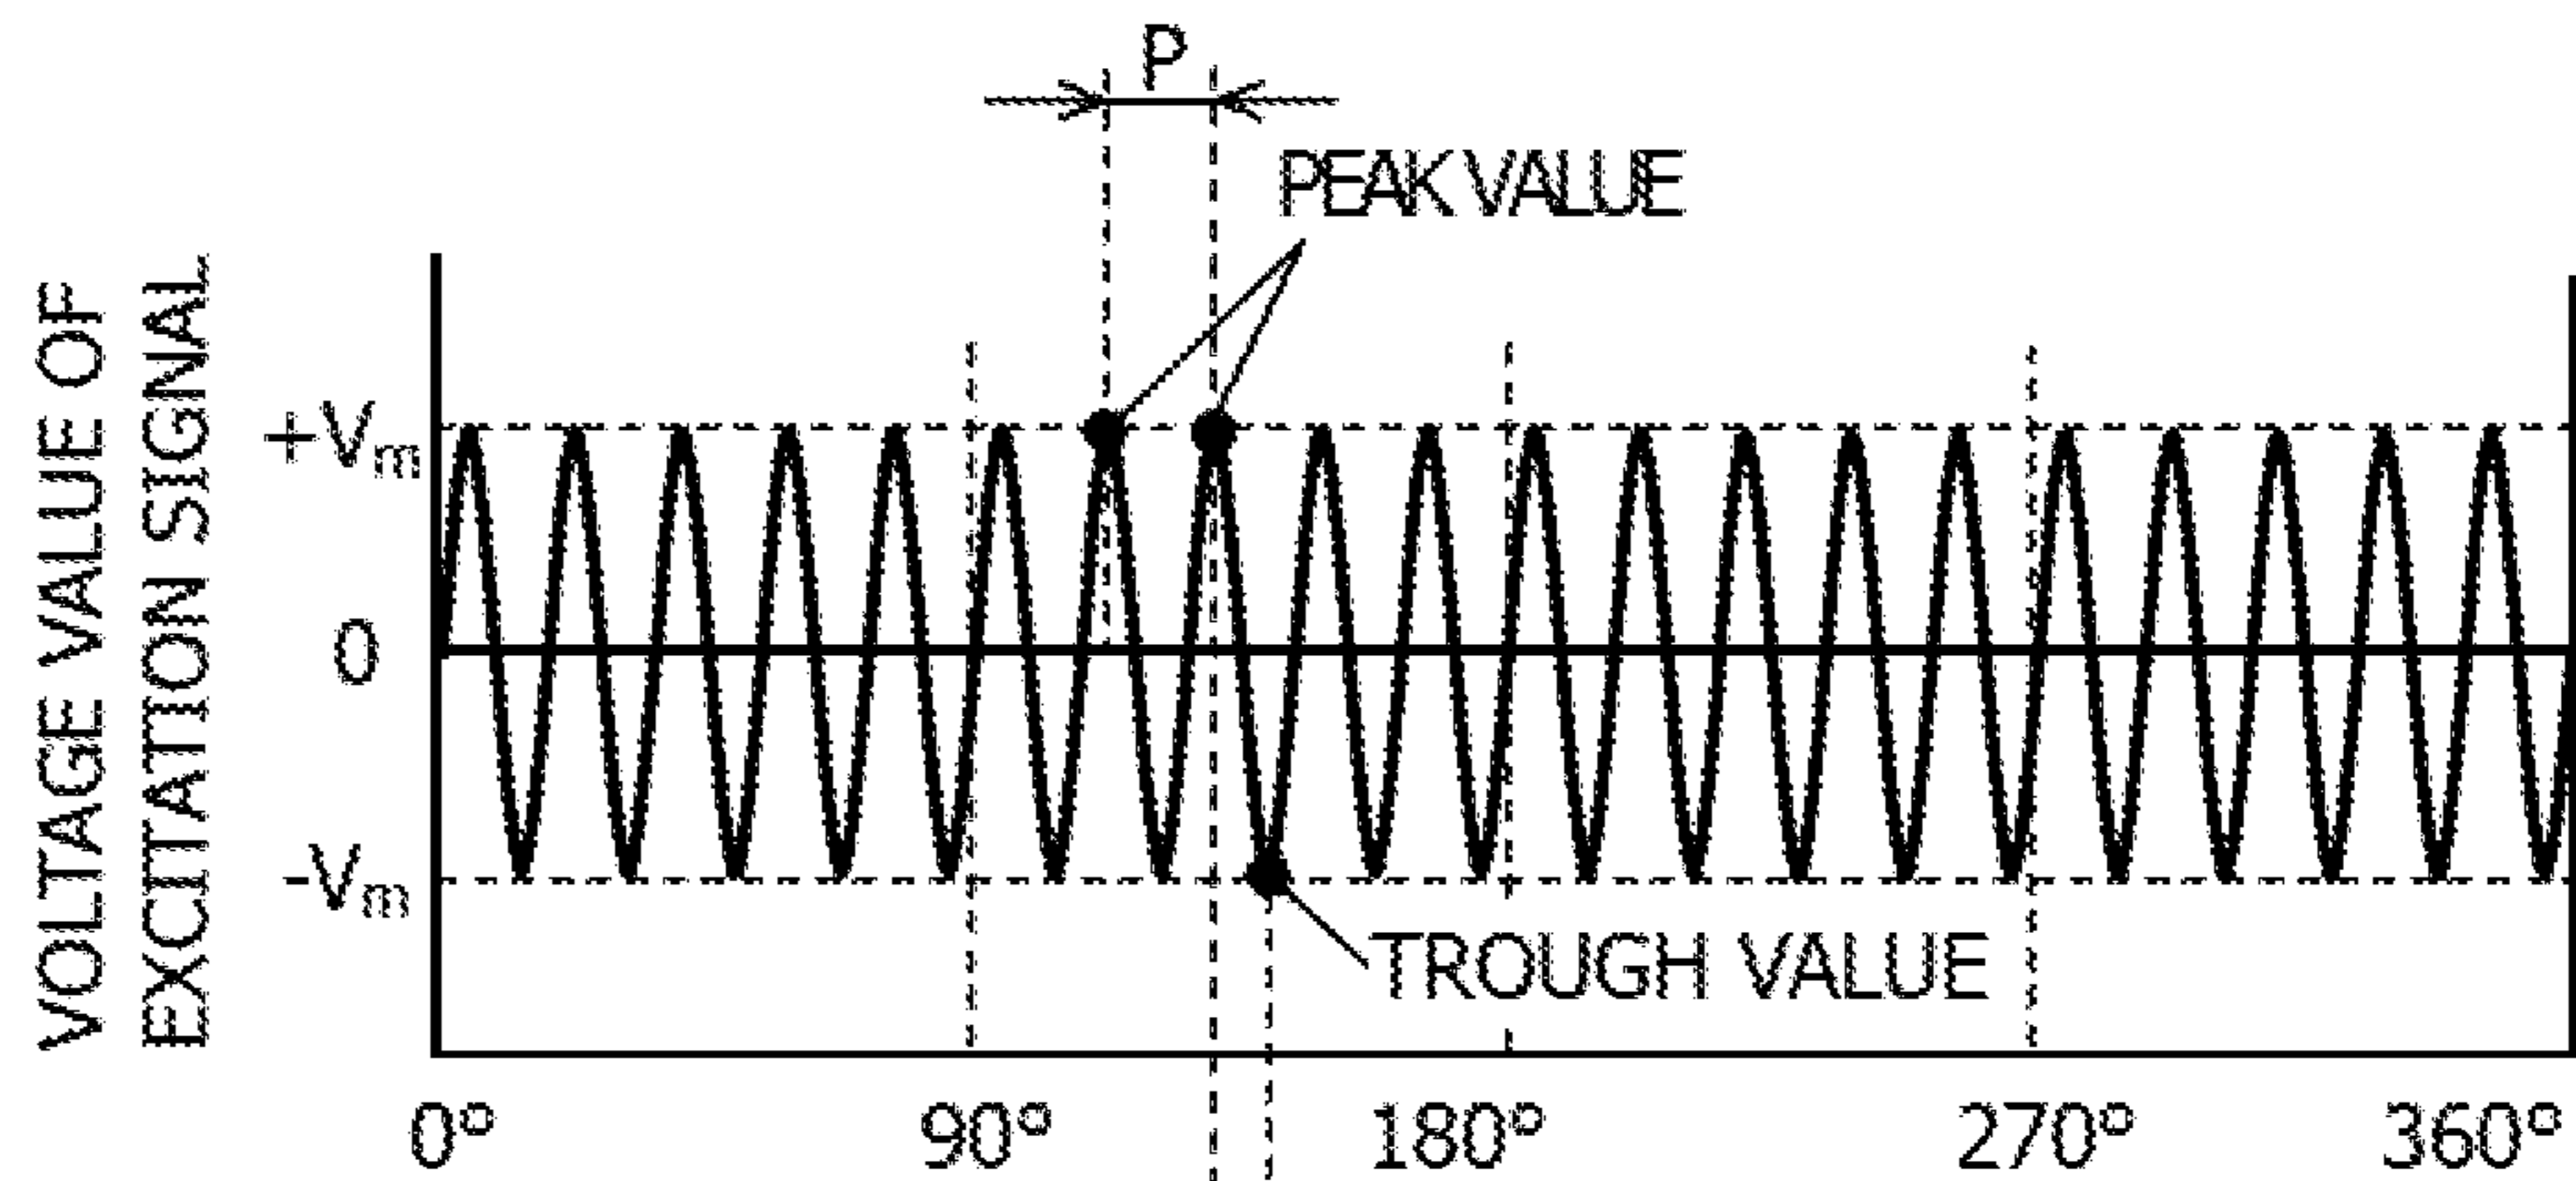 P
PEAK VALUE
VOLTAGE VALUE OF
EXCITATION SIGNAL
+Vm
0
-Vm
TROUGH VALUE
0° 90° 180° 270° 360°